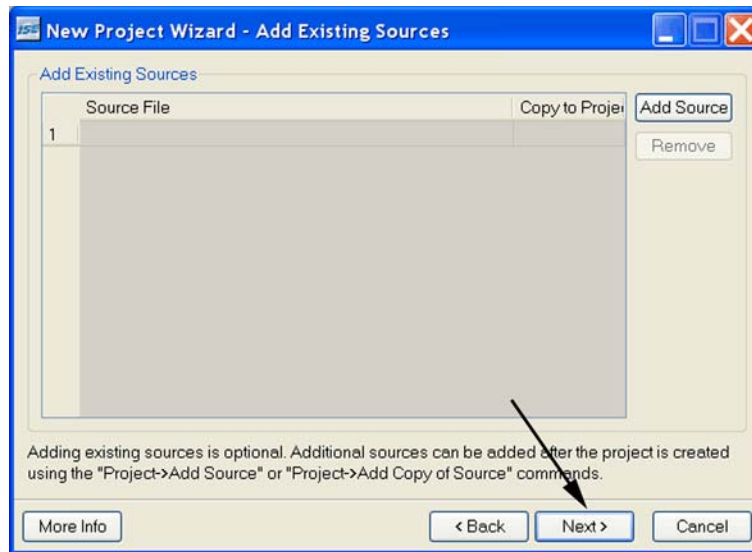 ISE New Project Wizard - Add Existing Sources
Add Existing Sources
Source File Copy to Proje Add Source
1
Remove
Adding existing sources is optional. Additional sources can be added after the project is created
using the "Project->Add Source" or "Project->Add Copy of Source" commands.
More Info < Back Next > Cancel